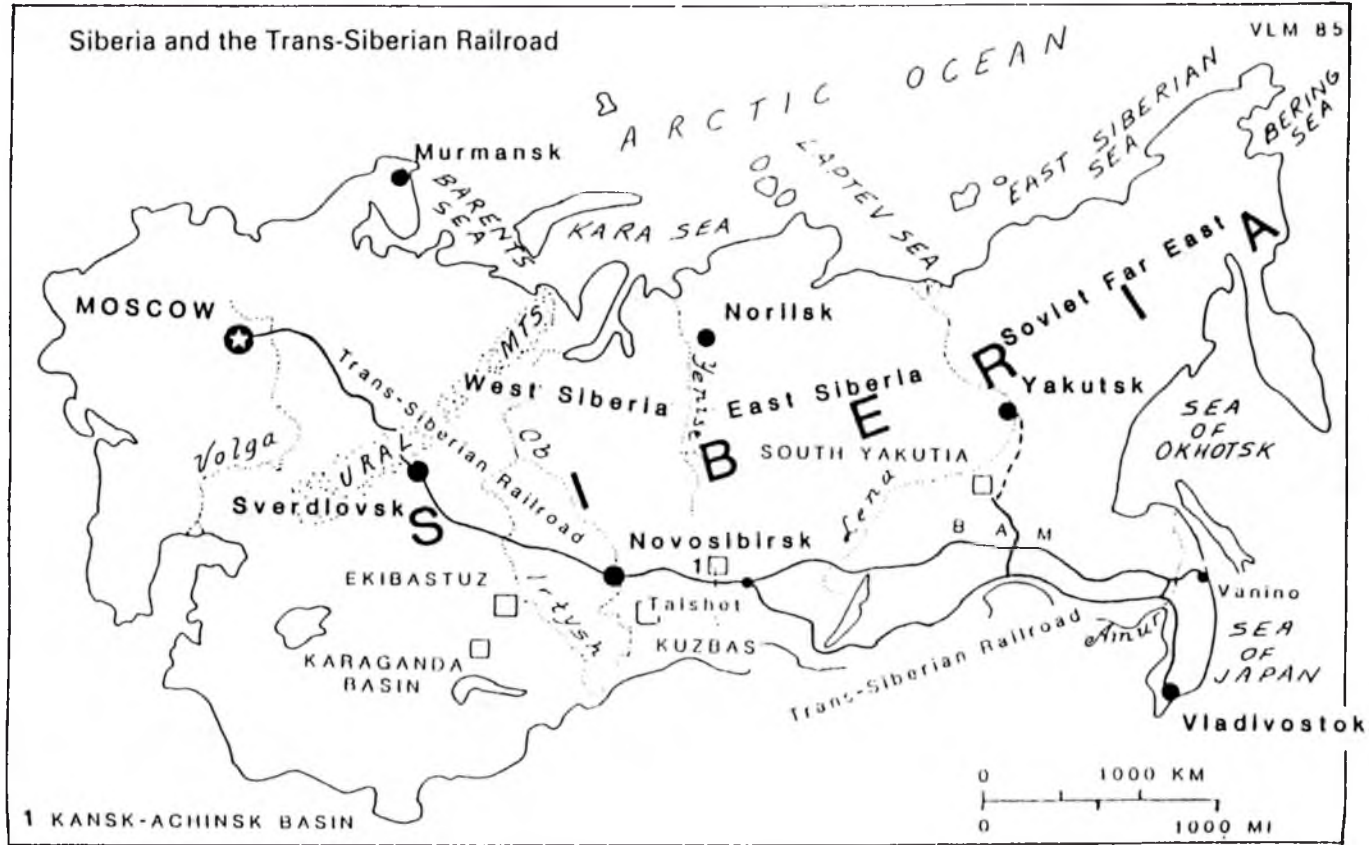 Siberia and the Trans-Siberian Railroad
VLM 85
ARCTIC OCEAN
BERING
SEA
EAST SIBERIAN
SEA
LAPTEV SEA
Murmansk
BARENTS
SEA
KARA SEA
Soviet Far East
SIBERIA
MOSCOW
Norilsk
MTS
Trans-Siberian Railroad
West Siberia
Yenise
East Siberia
Yakutsk
SEA
OF
OKHOTSK
Volga
URAL
Ob
SOUTH YAKUTIA
Lena
Sverdlovsk
Novosibirsk
B A M
1
EKIBASTUZ
Irtysh
Taishet
Vanino
KUZBAS
Amur
SEA
OF
JAPAN
KARAGANDA
BASIN
Trans-Siberian Railroad
Vladivostok
0 1000 KM
0 1000 MI
1 KANSK-ACHINSK BASIN